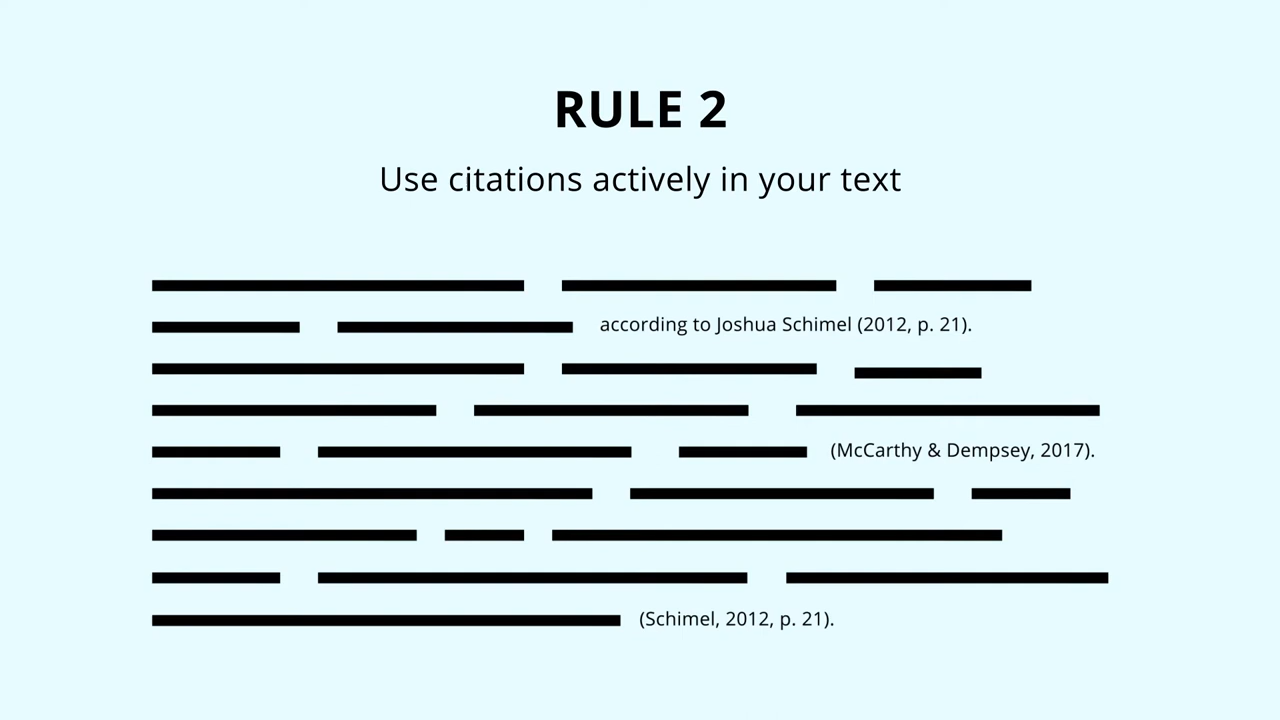 RULE 2
Use citations actively in your text
according to Joshua Schimel (2012, p. 21).
(McCarthy & Dempsey, 2017).
(Schimel, 2012, p. 21).